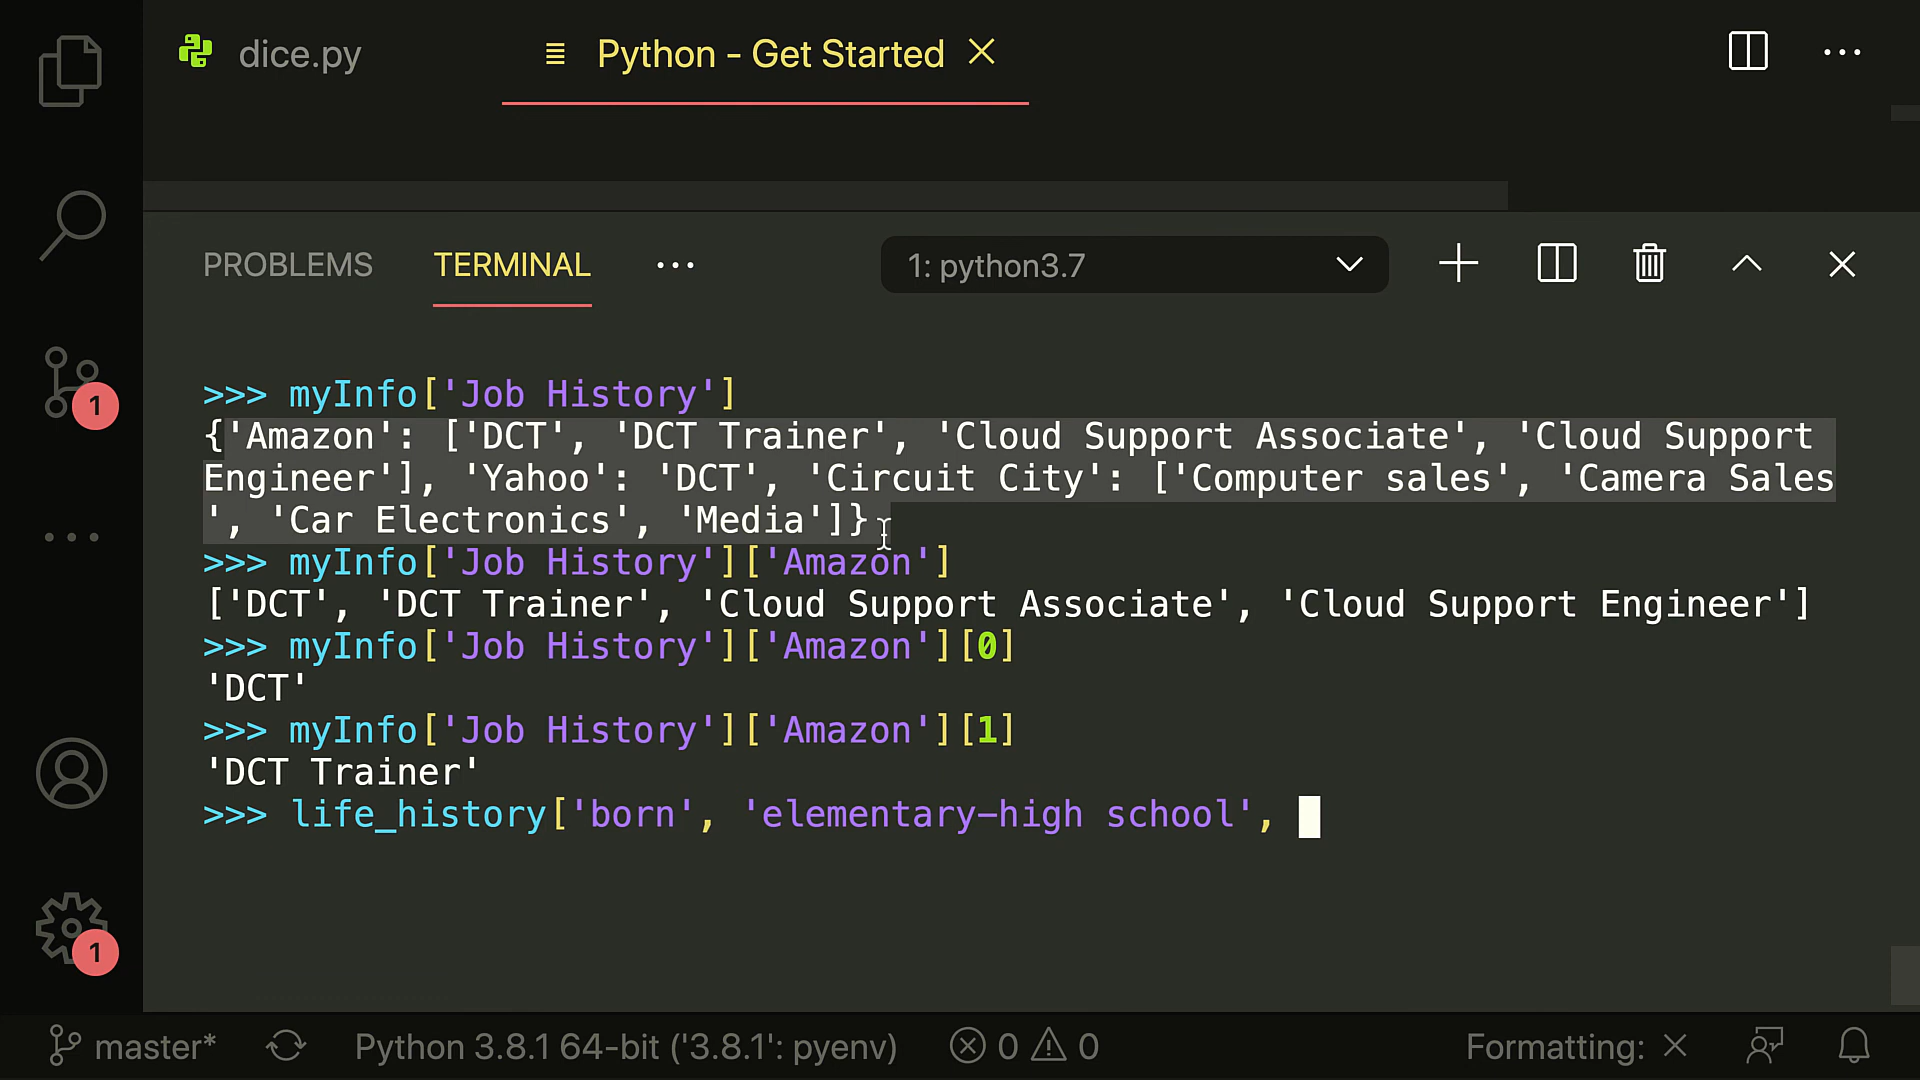 dice.py
Python - Get Started
PROBLEMS TERMINAL 1: python3.7
>>> myInfo['Job History']
{'Amazon': ['DCT', 'DCT Trainer', 'Cloud Support Associate', 'Cloud Support
Engineer'], 'Yahoo': 'DCT', 'Circuit City': ['Computer sales', 'Camera Sales
', 'Car Electronics', 'Media']}
>>> myInfo['Job History']['Amazon']
['DCT', 'DCT Trainer', 'Cloud Support Associate', 'Cloud Support Engineer']
>>> myInfo['Job History']['Amazon'][0]
'DCT'
>>> myInfo['Job History']['Amazon'][1]
'DCT Trainer'
>>> life_history['born', 'elementary-high school',
1
1
master* Python 3.8.1 64-bit ('3.8.1': pyenv) 0 0 Formatting: